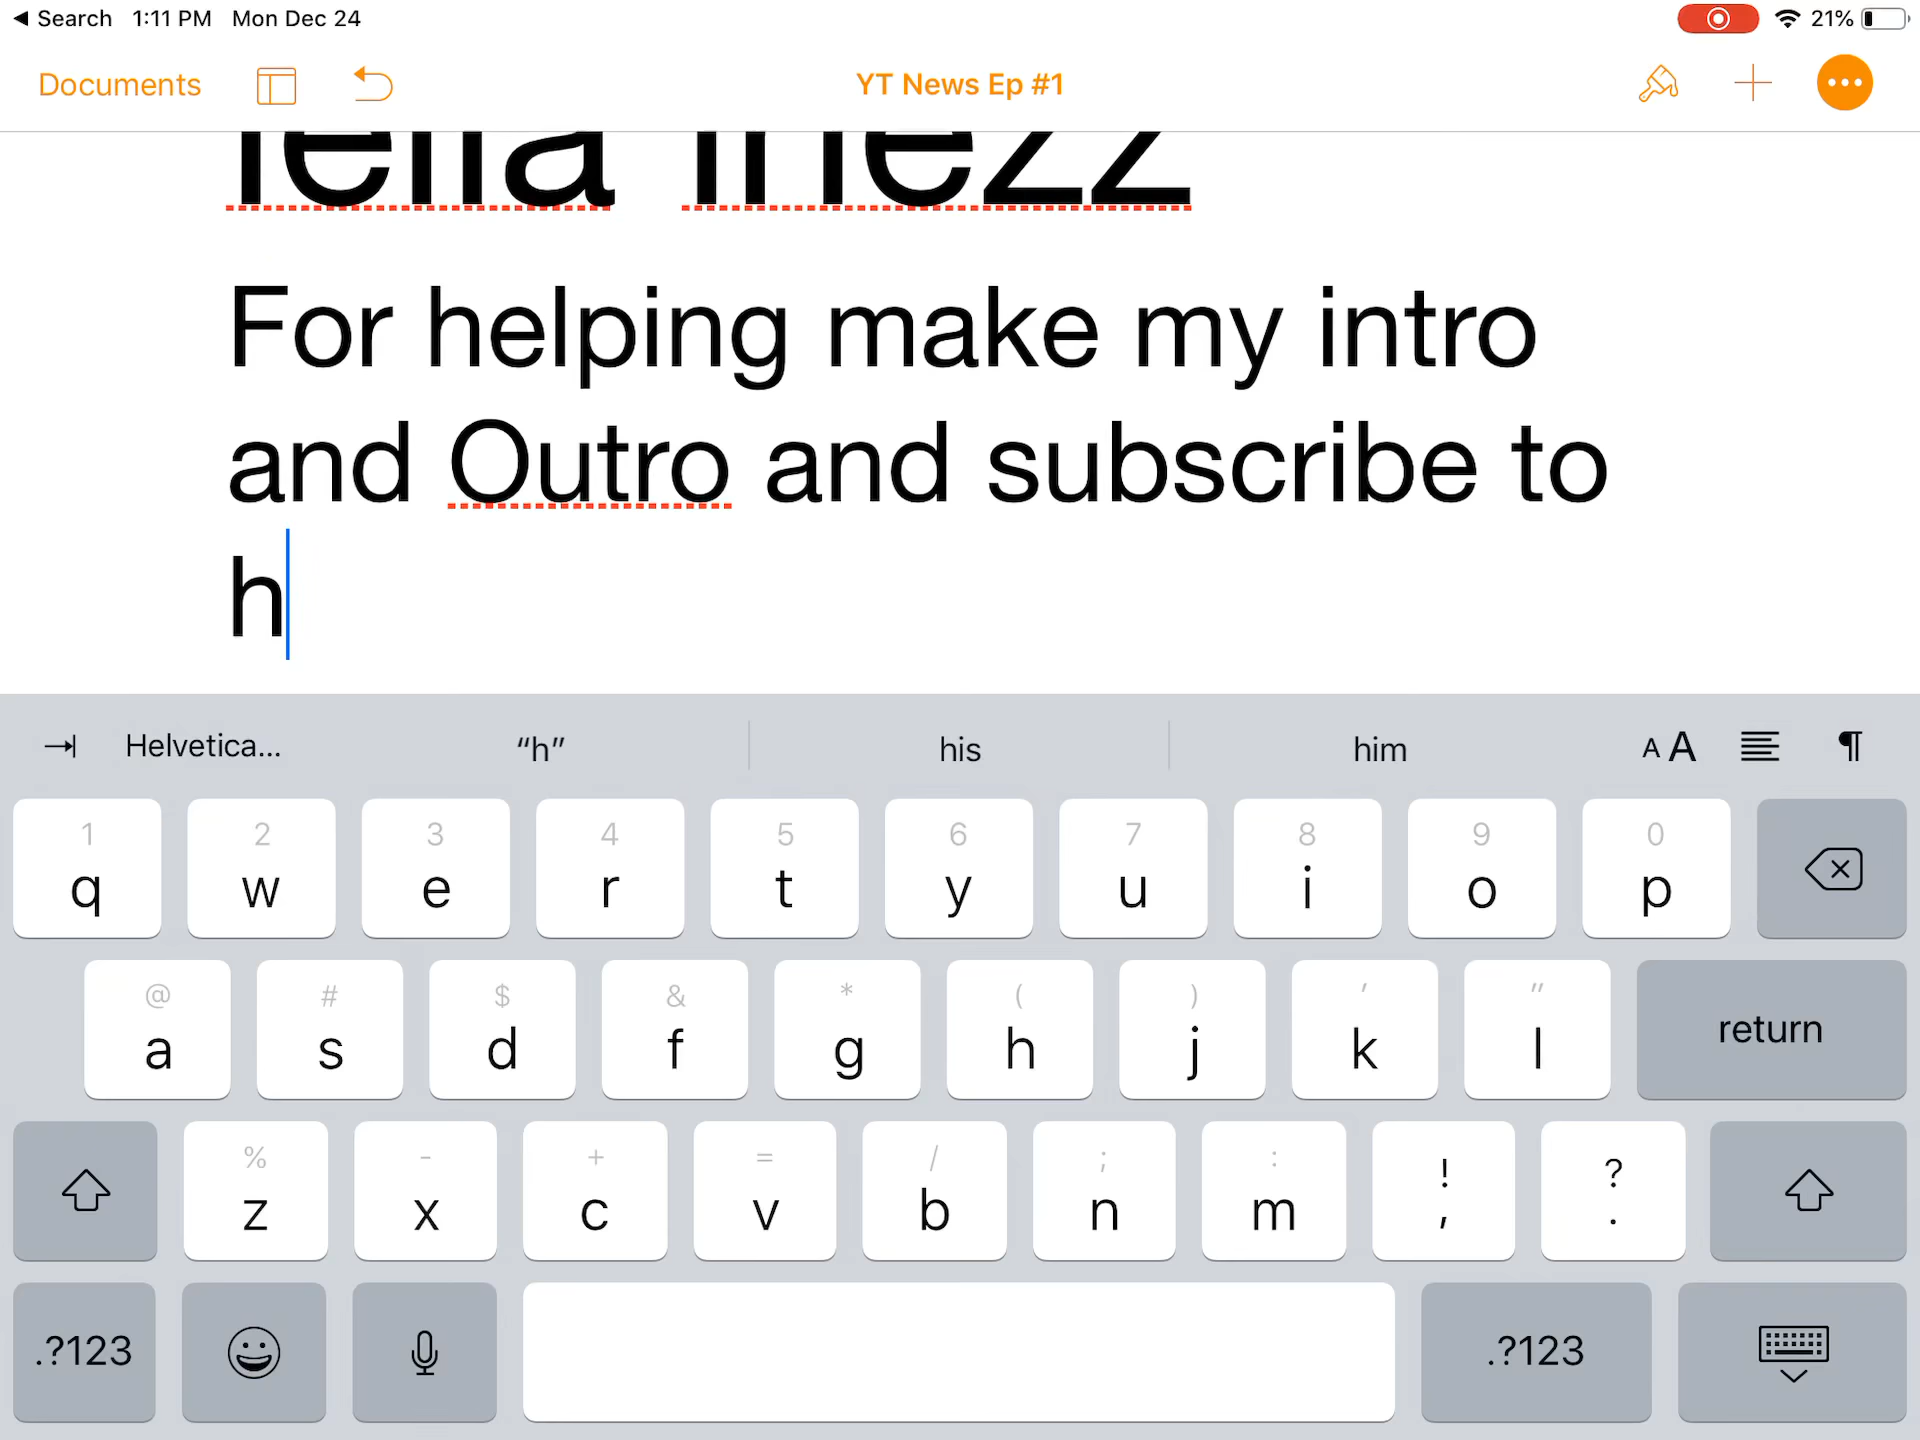 ◀ Search 1:11 PM Mon Dec 24 21%
Documents YT News Ep #1
For helping make my intro
and Outro and subscribe to
h
Helvetica... “h” his him AA ¶
1 2 3 4 5 6 7 8 9 0
q w e r t y u i o p
@ # $ & * ( ) ' "
a s d f g h j k l return
% - + = / ; : ! ?
z x c v b n m , .
.?123 .?123